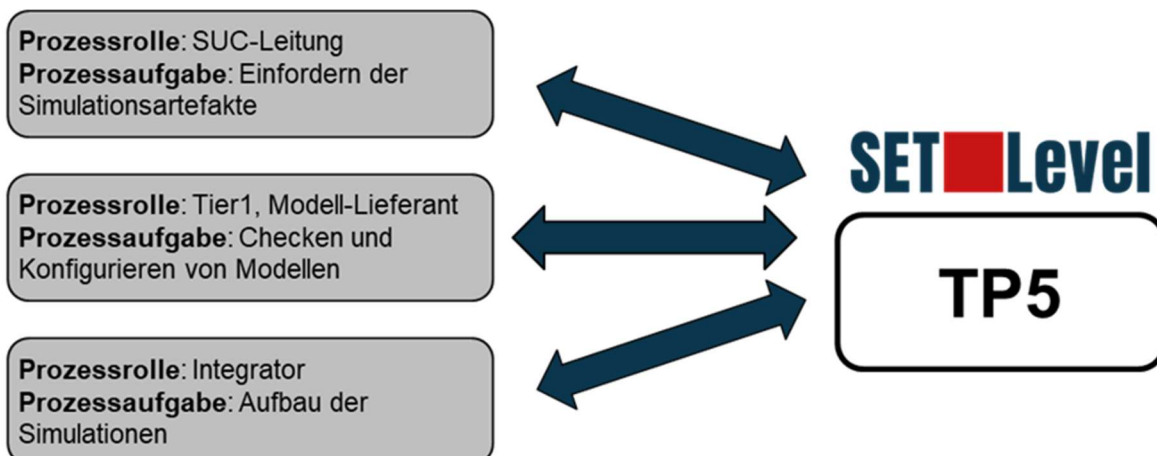 Prozessrolle: SUC-Leitung
Prozessaufgabe: Einfordern der
Simulationsartefakte
Prozessrolle: Tier1, Modell-Lieferant
Prozessaufgabe: Checken und
Konfigurieren von Modellen
Prozessrolle: Integrator
Prozessaufgabe: Aufbau der
Simulationen
SET Level
TP5